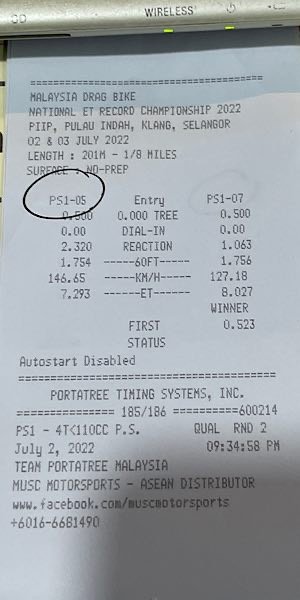 WIRELESS
================================
MALAYSIA DRAG BIKE
NATIONAL ET RECORD CHAMPIONSHIP 2022
PIIP, PULAU INDAH, KLANG, SELANGOR
02 & 03 JULY 2022
LENGTH : 201M - 1/8 MILES
SURFACE : NO-PREP
PS1-05 Entry PS1-07
0.500 0.000 TREE 0.500
0.00 DIAL-IN 0.00
2.320 REACTION 1.063
1.754 ------60FT------ 1.756
146.65 ------KM/H------ 127.18
7.293 ------ET------ 8.027
WINNER
FIRST 0.523
STATUS
Autostart Disabled
================================
PORTATREE TIMING SYSTEMS, INC.
============== 185/186 ==========600214
PS1 - 4T<110CC P.S. QUAL RND 2
July 2, 2022 09:34:58 PM
TEAM PORTATREE MALAYSIA
MUSC MOTORSPORTS - ASEAN DISTRIBUTOR
www.facebook.com/muscmotorsports
+6016-6681490